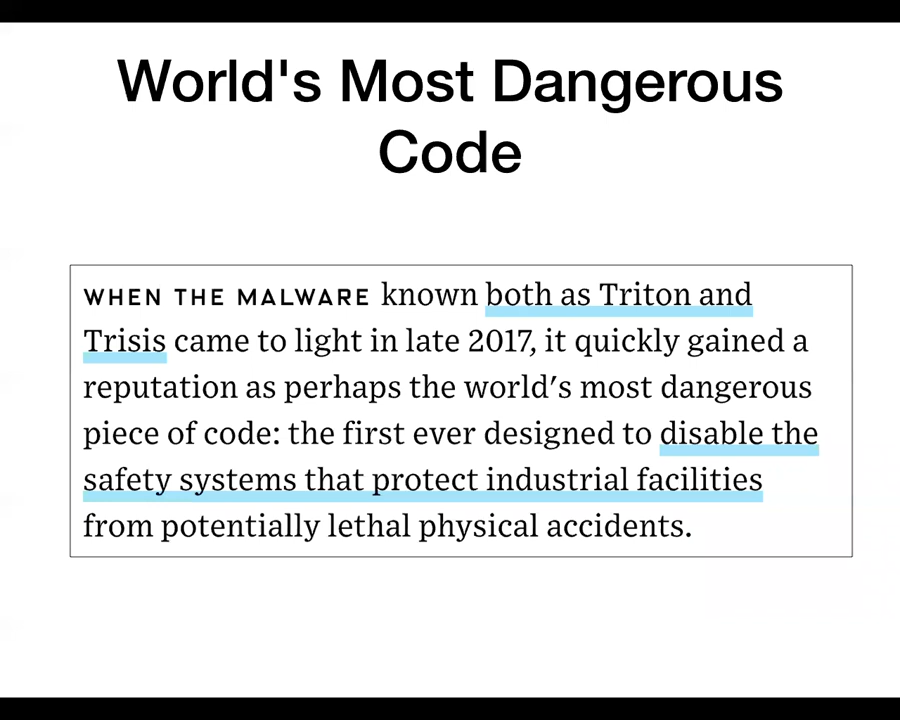 World's Most Dangerous
Code
WHEN THE MALWARE known both as Triton and
Trisis came to light in late 2017, it quickly gained a
reputation as perhaps the world's most dangerous
piece of code: the first ever designed to disable the
safety systems that protect industrial facilities
from potentially lethal physical accidents.